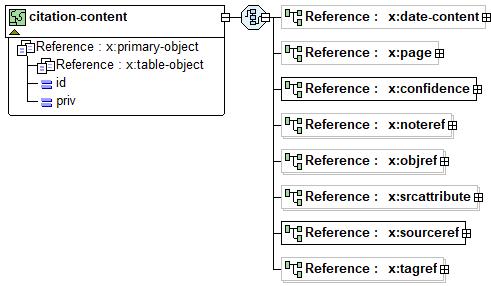 citation-content
Reference : x:primary-object
Reference : x:table-object
id
priv
Reference : x:date-content
Reference : x:page
Reference : x:confidence
Reference : x:noteref
Reference : x:objref
Reference : x:srcattribute
Reference : x:sourceref
Reference : x:tagref